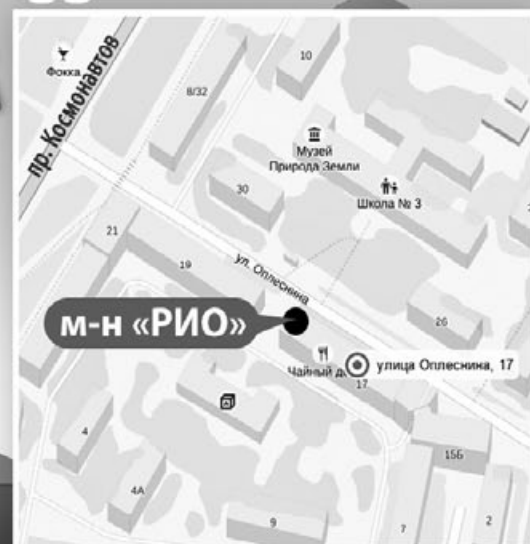 Фокка
пр. Космонавтов
8/32
10
Музей
Природа Земли
30
Школа № 3
21
19
ул. Оплеснина
м-н «РИО»
26
Чайный д
17
улица Оплеснина, 17
4
4А
9
15Б
7
2